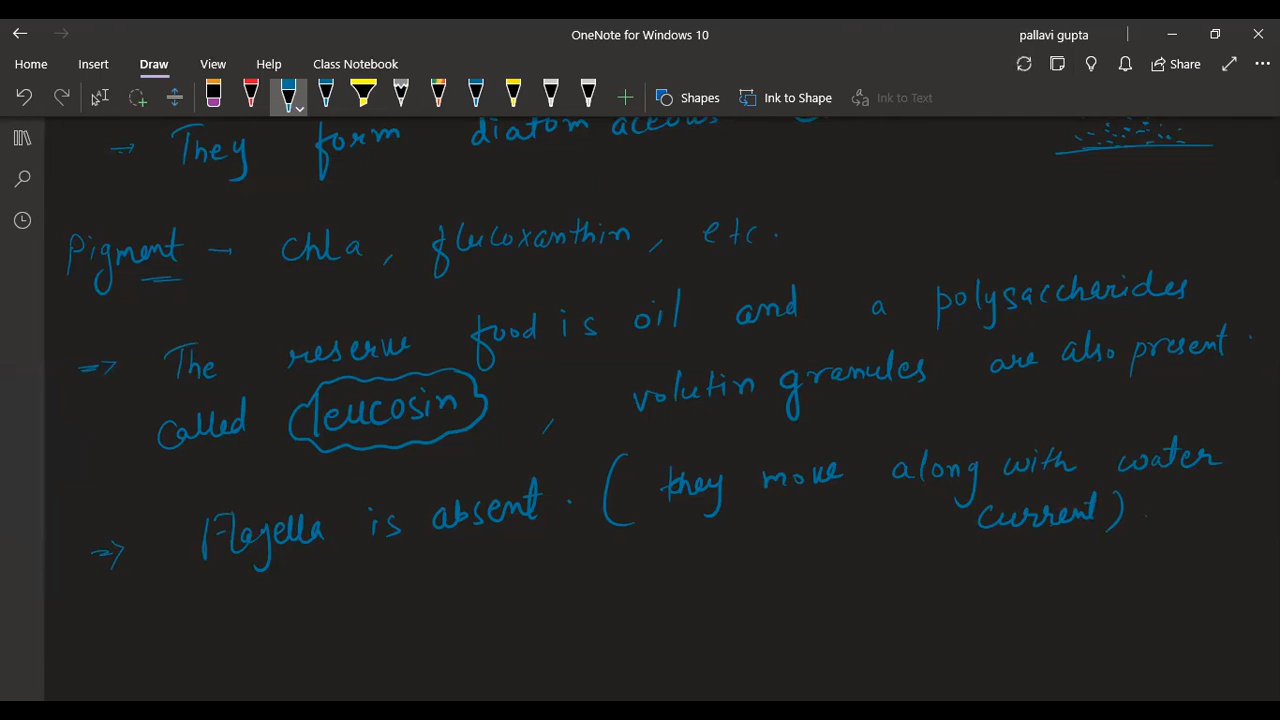 OneNote for Windows 10
pallavi gupta
Home Insert Draw View Help Class Notebook
Share
Shapes Ink to Shape Ink to Text
→ They form diatomaceous
Pigment → Chl a, flucoxanthin, etc.
⇒ The reserve food is oil and a polysaccharides
called leucosin, volutin granules are also present.
⇒ Flagella is absent. (they move along with water
current).